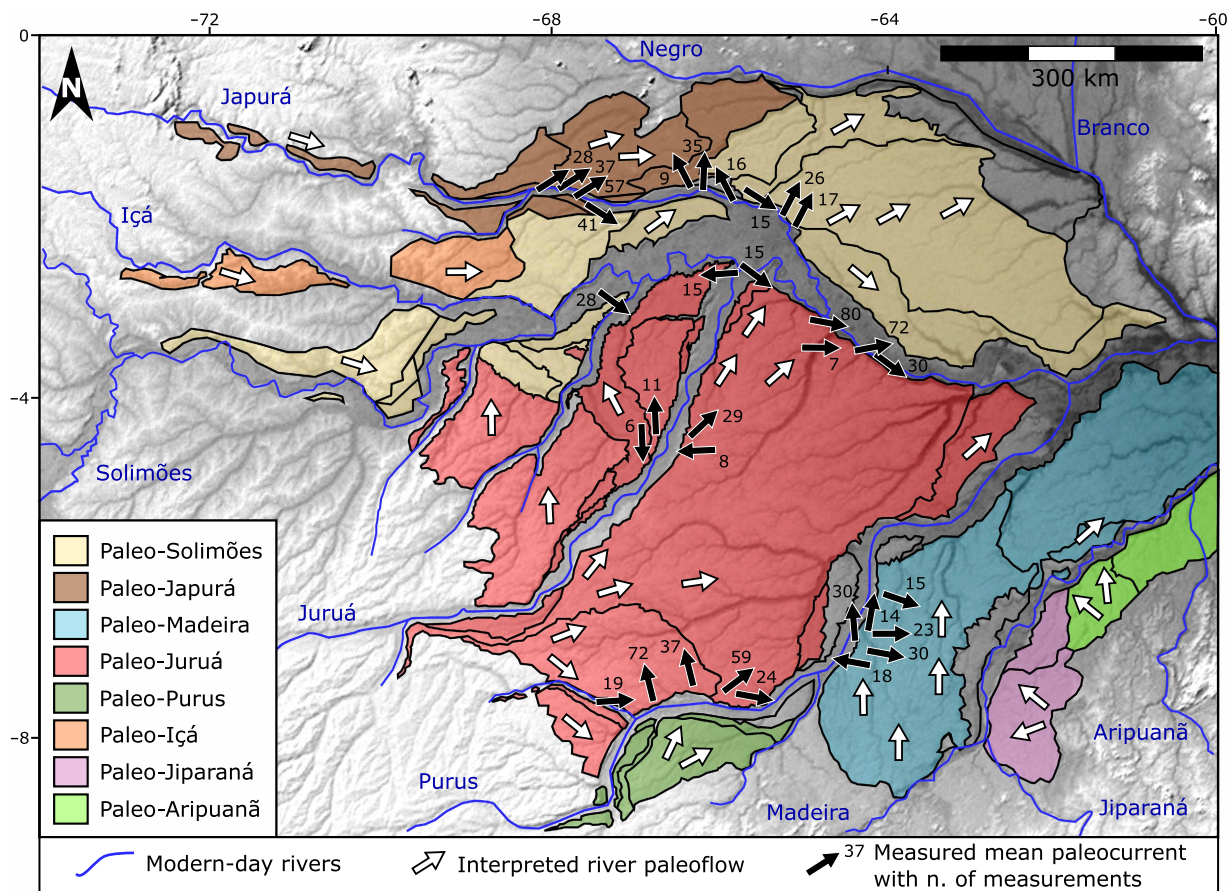 −72
−68
−64
−60
0
Negro
300 km
N
Japurá
Branco
28
37
57
35
9
16
26
17
15
Içá
41
15
15
28
80
72
7
30
−4
11
29
6
8
Solimões
Paleo-Solimões
Paleo-Japurá
Paleo-Madeira
Paleo-Juruá
Paleo-Purus
Paleo-Içá
Paleo-Jiparaná
Paleo-Aripuanã
Juruá
30
15
14
23
30
18
72
37
59
24
19
−8
Aripuanã
Purus
Madeira
Jiparaná
Modern-day rivers
Interpreted river paleoflow
37 Measured mean paleocurrent
with n. of measurements